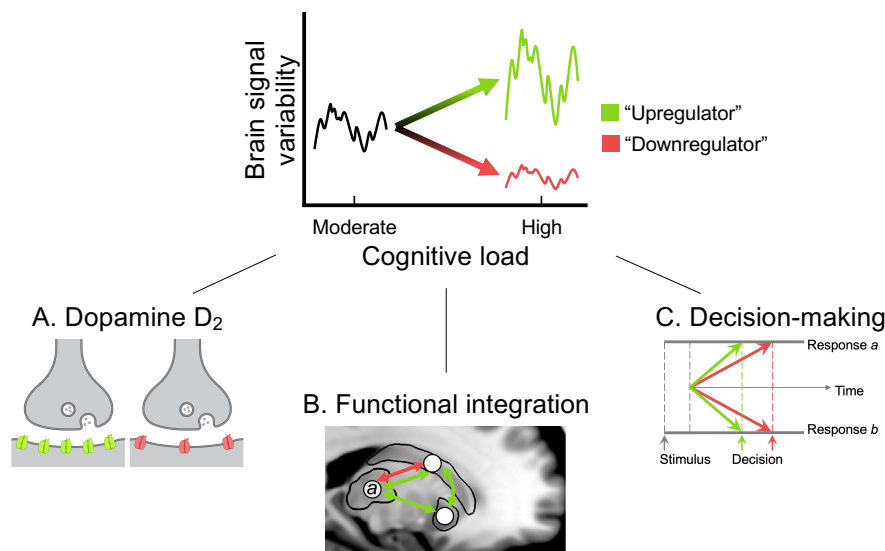 Brain signal
variability
“Upregulator”
“Downregulator”
Moderate
High
Cognitive load
A. Dopamine D₂
B. Functional integration
a
C. Decision-making
Response a
Time
Response b
Stimulus
Decision